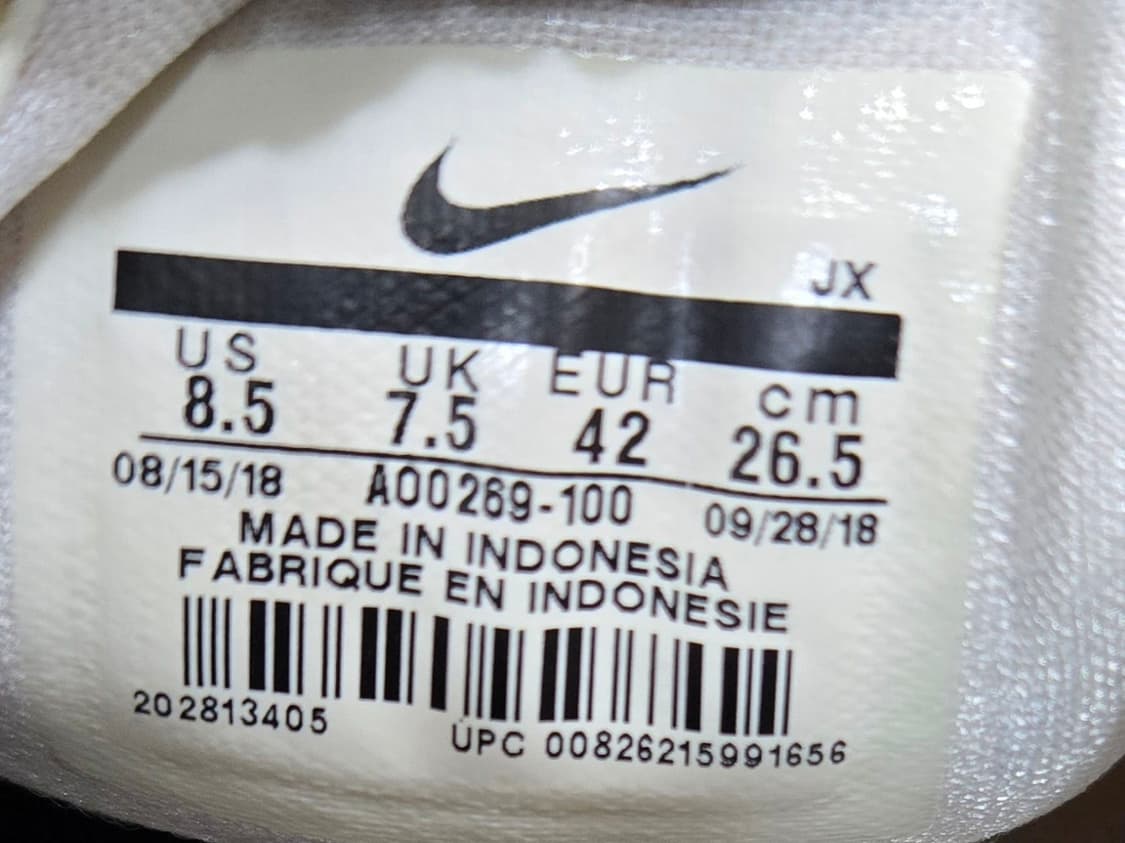 JX
US UK EUR cm
8.5 7.5 42 26.5
08/15/18 AO0269-100 09/28/18
MADE IN INDONESIA
FABRIQUE EN INDONESIE
202813405
UPC 00826215991656